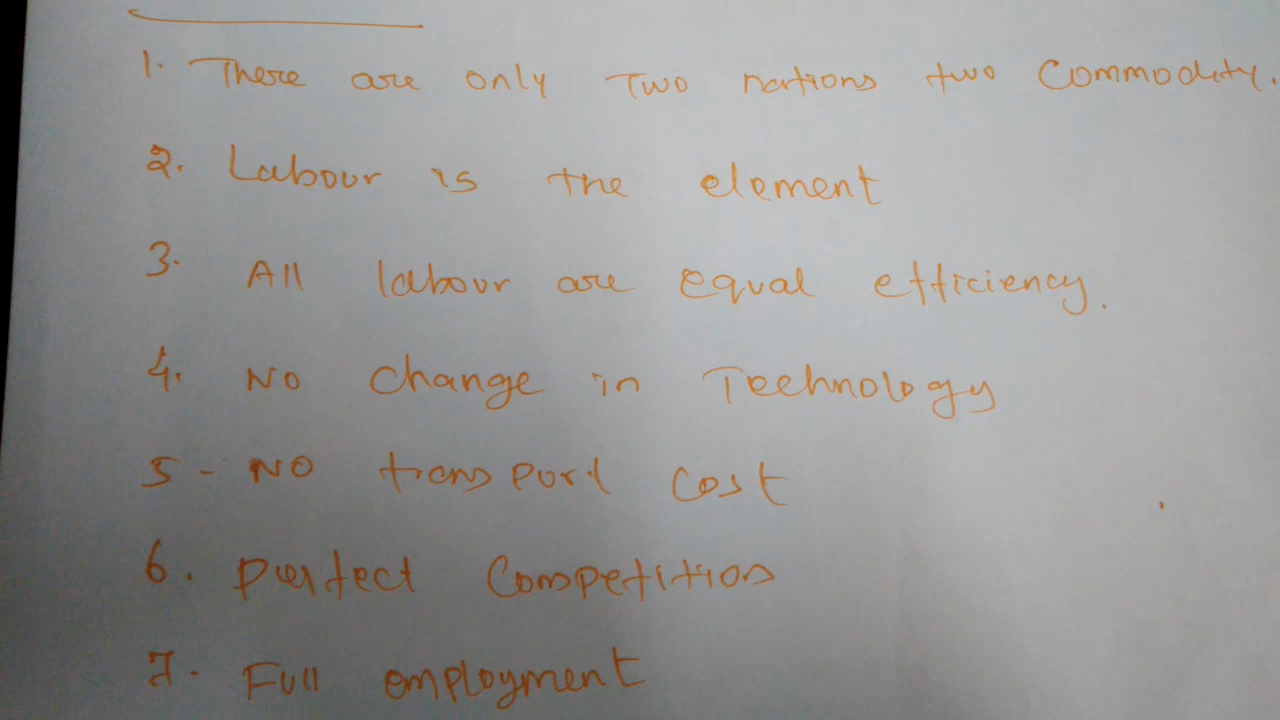 1. There are only Two nations two Commodity.
2. Labour is the element
3. All labour are equal efficiency.
4. No change in Technology
5 - NO transport cost
6. Perfect Competition
7. Full employment